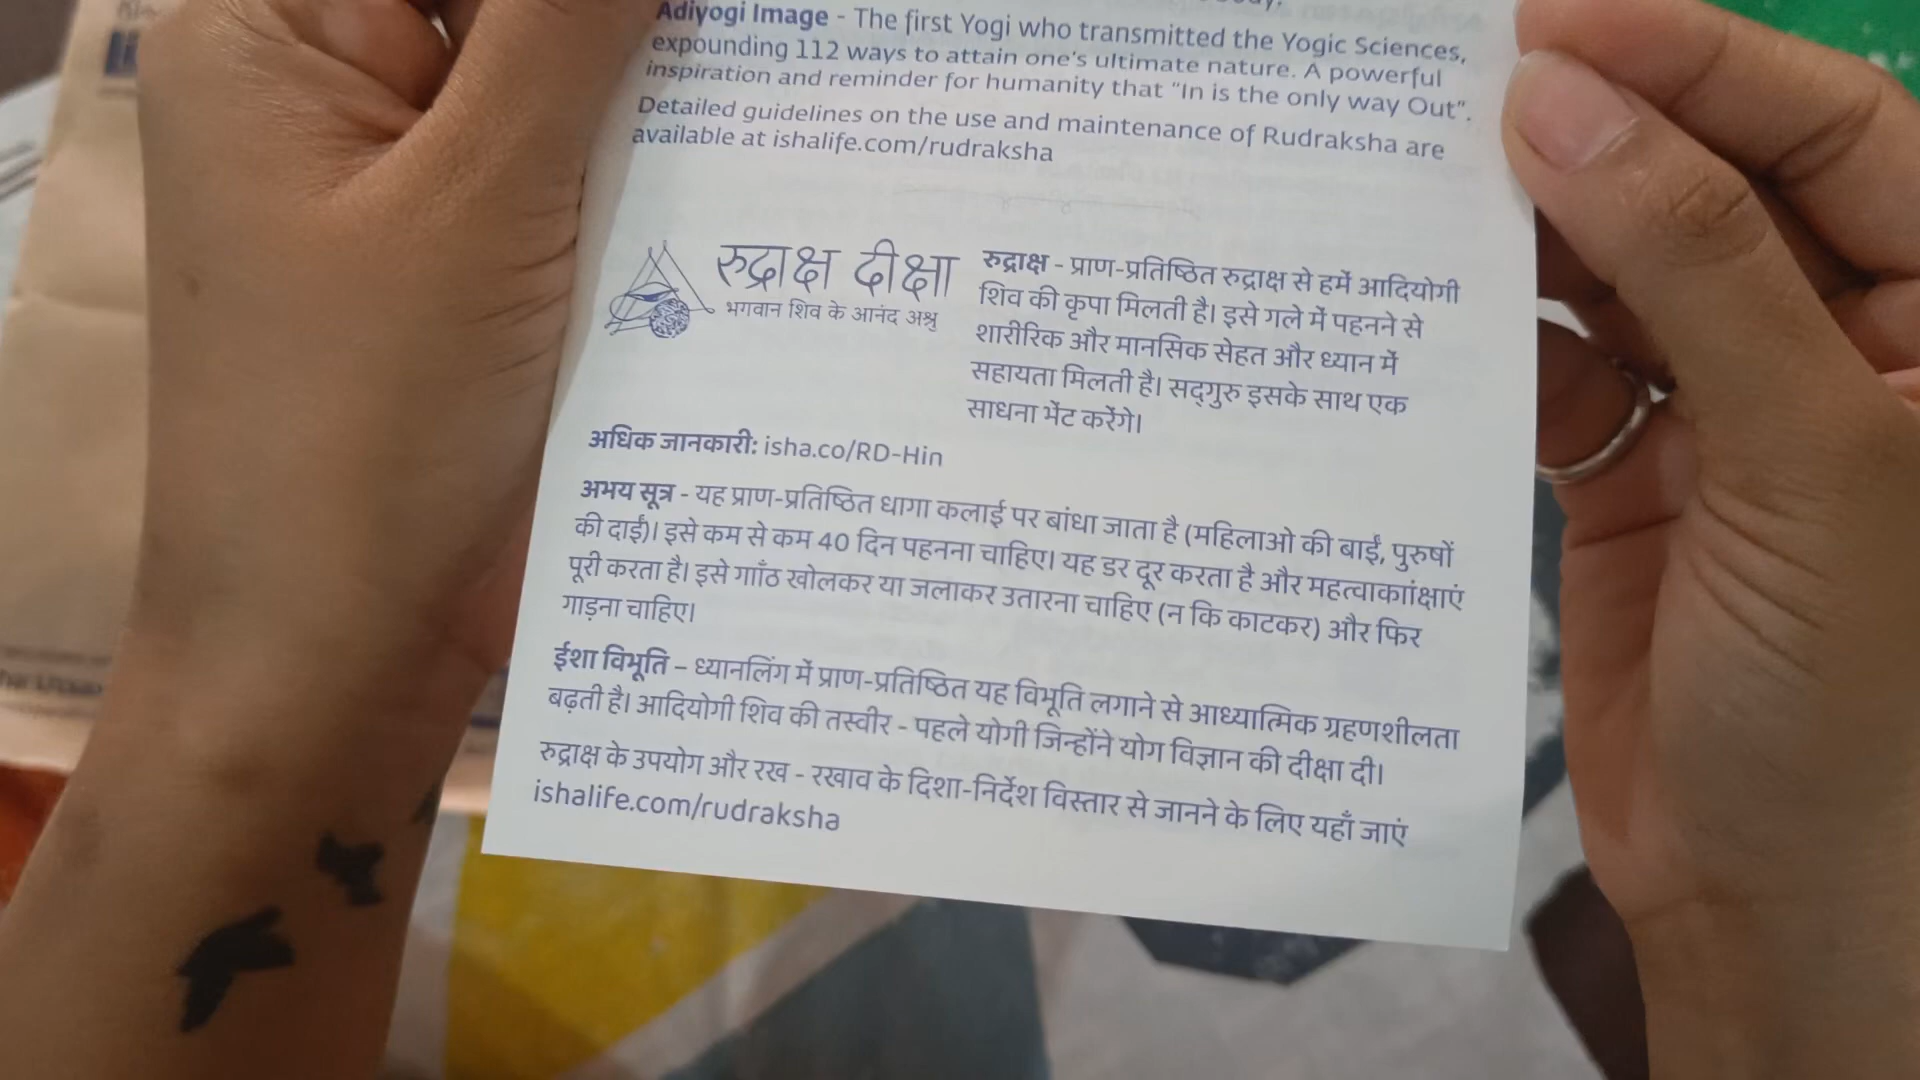 Adiyogi Image - The first Yogi who transmitted the Yogic Sciences,
expounding 112 ways to attain one's ultimate nature. A powerful
inspiration and reminder for humanity that "In is the only way Out".
Detailed guidelines on the use and maintenance of Rudraksha are
available at ishalife.com/rudraksha
रुद्राक्ष दीक्षा
भगवान शिव के आनंद अश्रु
रुद्राक्ष - प्राण-प्रतिष्ठित रुद्राक्ष से हमें आदियोगी
शिव की कृपा मिलती है। इसे गले में पहनने से
शारीरिक और मानसिक सेहत और ध्यान में
सहायता मिलती है। सद्‌गुरु इसके साथ एक
साधना भेंट करेंगे।
अधिक जानकारी: isha.co/RD-Hin
अभय सूत्र - यह प्राण-प्रतिष्ठित धागा कलाई पर बांधा जाता है (महिलाओ की बाईं, पुरुषों
की दाईं)। इसे कम से कम 40 दिन पहनना चाहिए। यह डर दूर करता है और महत्वाकाांक्षाएं
पूरी करता है। इसे गााँठ खोलकर या जलाकर उतारना चाहिए (न कि काटकर) और फिर
गाड़ना चाहिए।
ईशा विभूति – ध्यानलिंग में प्राण-प्रतिष्ठित यह विभूति लगाने से आध्यात्मिक ग्रहणशीलता
बढ़ती है। आदियोगी शिव की तस्वीर - पहले योगी जिन्होंने योग विज्ञान की दीक्षा दी।
रुद्राक्ष के उपयोग और रख - रखाव के दिशा-निर्देश विस्तार से जानने के लिए यहाँ जाएं
ishalife.com/rudraksha